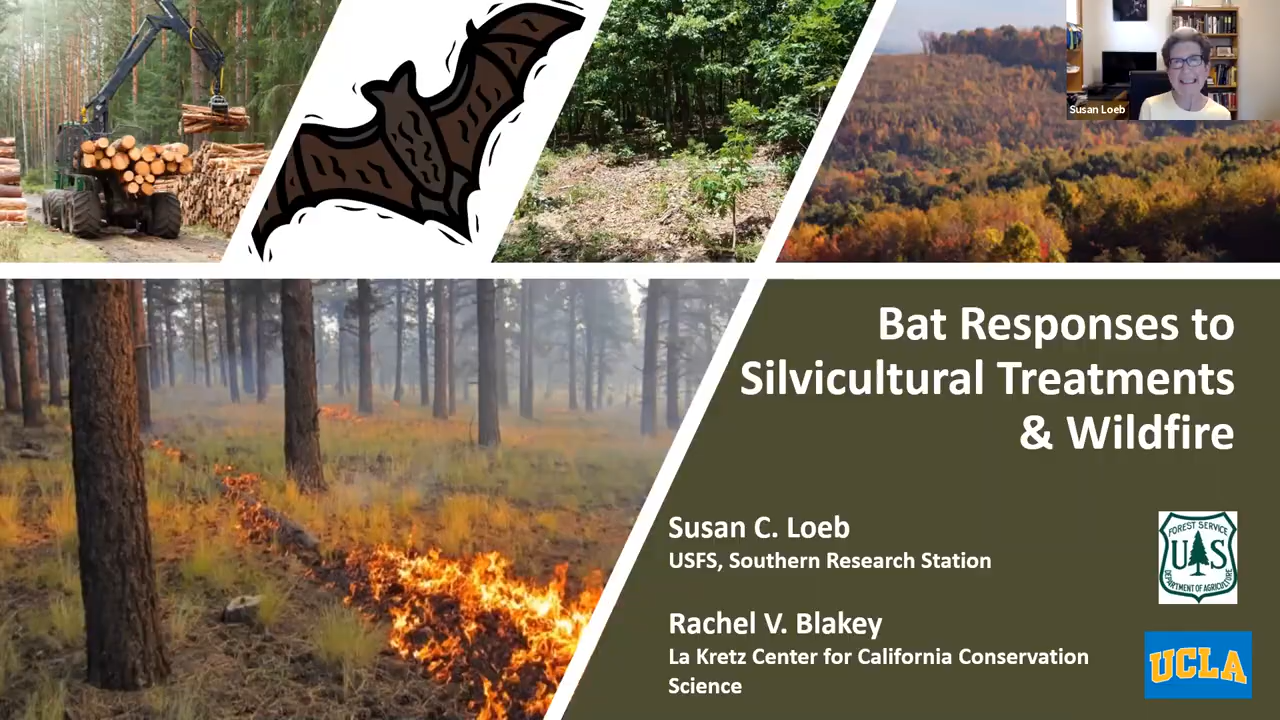 Susan Loeb
Bat Responses to
Silvicultural Treatments
& Wildfire
Susan C. Loeb
USFS, Southern Research Station
FOREST SERVICE
U S
DEPARTMENT OF AGRICULTURE
Rachel V. Blakey
La Kretz Center for California Conservation
Science
UCLA